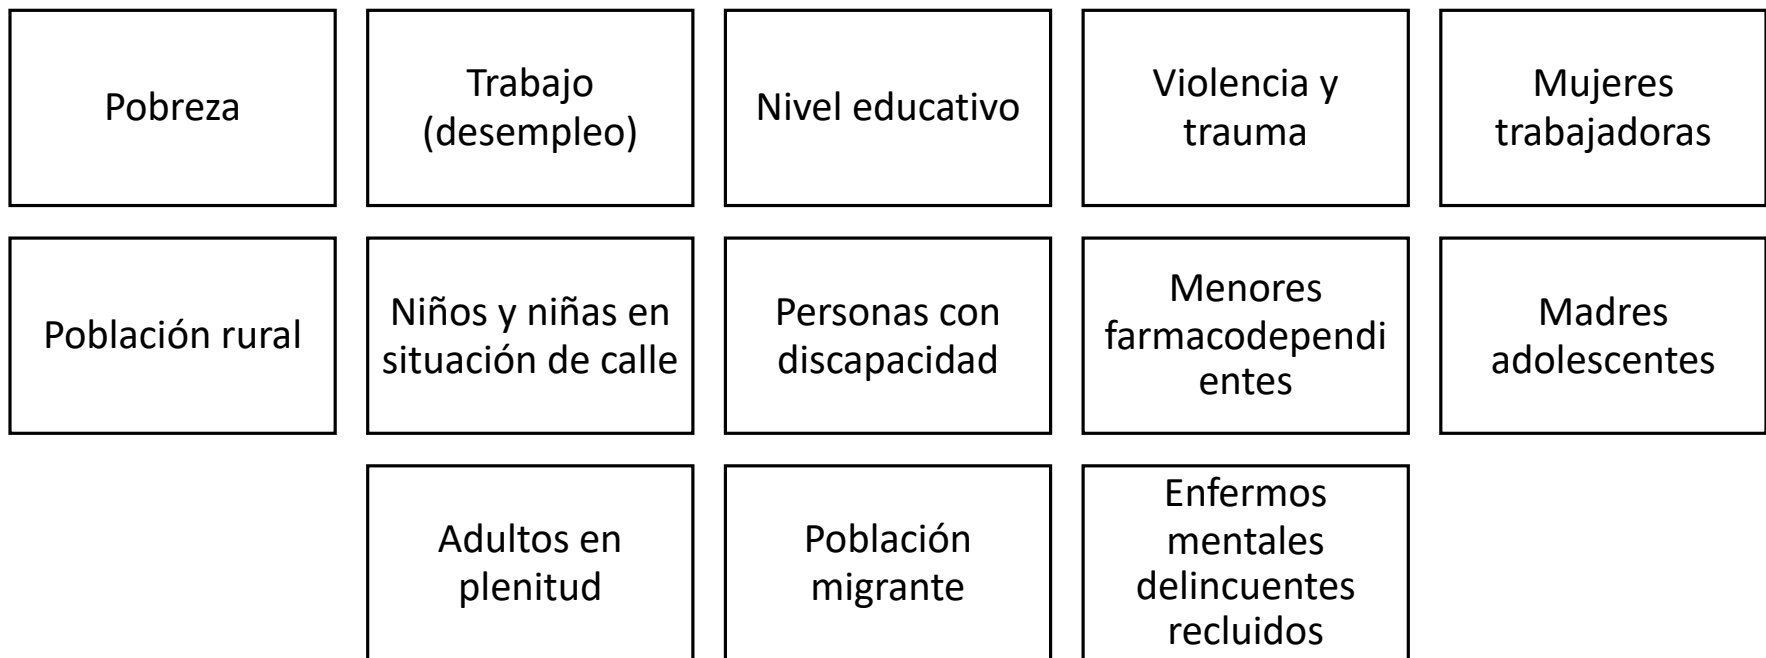 Pobreza
Trabajo
(desempleo)
Nivel educativo
Violencia y
trauma
Mujeres
trabajadoras
Población rural
Niños y niñas en
situación de calle
Personas con
discapacidad
Menores
farmacodependi
entes
Madres
adolescentes
Adultos en
plenitud
Población
migrante
Enfermos
mentales
delincuentes
recluidos